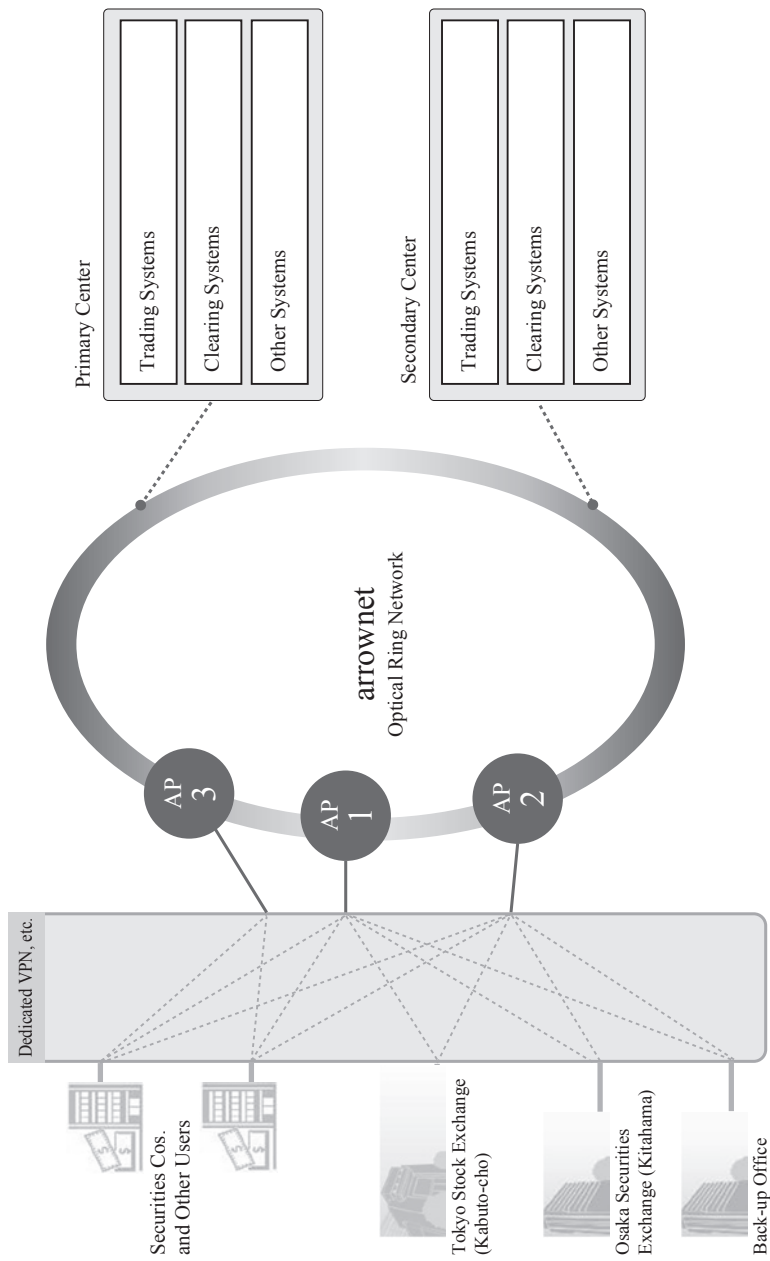 Dedicated VPN, etc.
Securities Cos.
and Other Users
Tokyo Stock Exchange
(Kabuto-cho)
Osaka Securities
Exchange (Kitahama)
Back-up Office
AP
3
AP
1
AP
2
arrownet
Optical Ring Network
Primary Center
Trading Systems
Clearing Systems
Other Systems
Secondary Center
Trading Systems
Clearing Systems
Other Systems